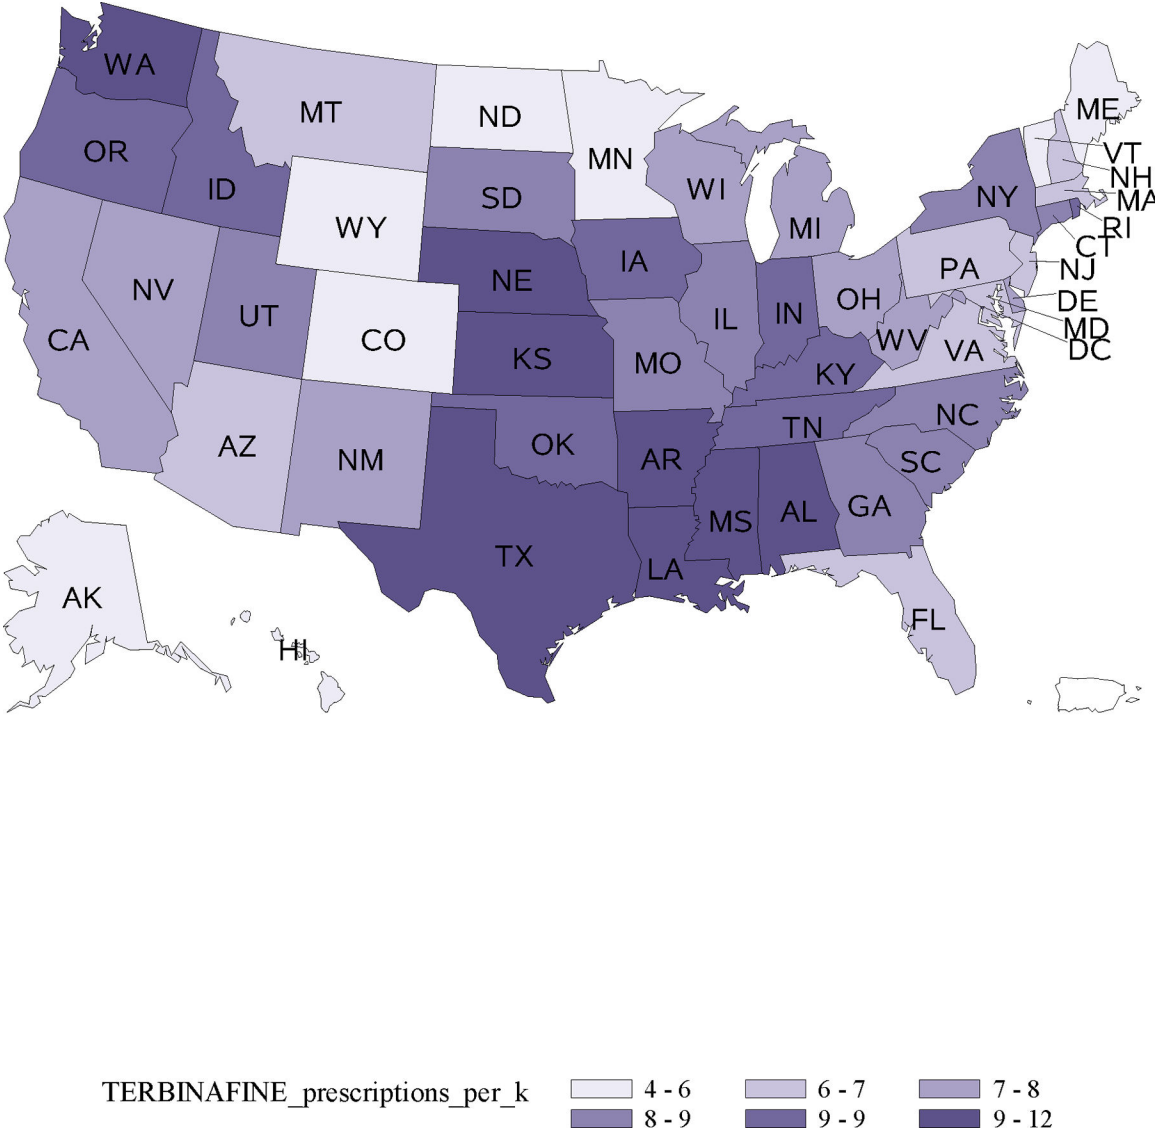 WA
MT
ND
ME
MN
OR
VT
ID
SD
WI
NY
NH
MA
WY
MI
RI
IA
CT
NE
PA
NJ
NV
OH
DE
UT
IL
IN
MD
CA
CO
WV
VA
DC
KS
MO
KY
NC
TN
AZ
OK
NM
AR
SC
MS
AL
GA
TX
LA
AK
FL
HI
TERBINAFINE_prescriptions_per_k
4 - 6
6 - 7
7 - 8
8 - 9
9 - 9
9 - 12